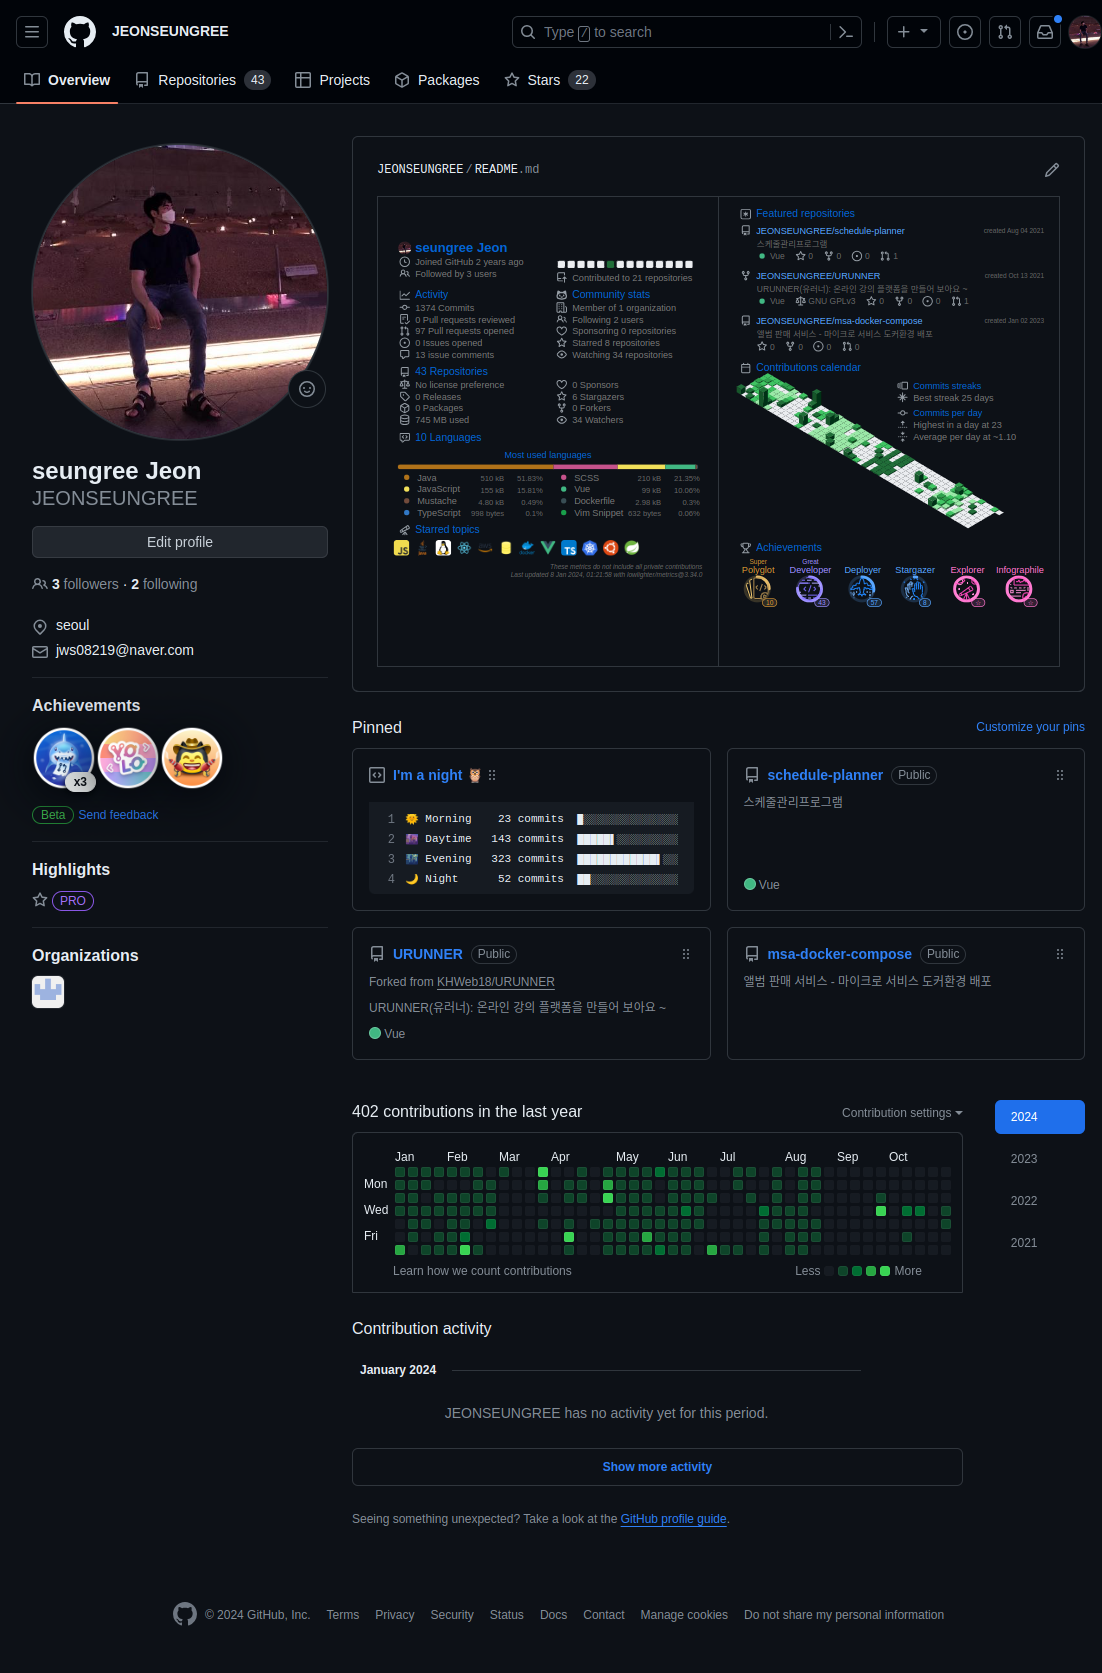 JEONSEUNGREE
Type / to search
Overview
Repositories 43
Projects
Packages
Stars 22
seungree Jeon
JEONSEUNGREE
Edit profile
3 followers · 2 following
seoul
jws08219@naver.com
Achievements
YOLO
x3
Beta Send feedback
Highlights
PRO
Organizations
JEONSEUNGREE/README.md
seungree Jeon
Joined GitHub 2 years ago
Followed by 3 users
Contributed to 21 repositories
Activity
1374 Commits
0 Pull requests reviewed
97 Pull requests opened
0 Issues opened
13 issue comments
Community stats
Member of 1 organization
Following 2 users
Sponsoring 0 repositories
Starred 8 repositories
Watching 34 repositories
43 Repositories
No license preference
0 Releases
0 Packages
745 MB used
0 Sponsors
6 Stargazers
0 Forkers
34 Watchers
10 Languages
Most used languages
Java 510 kB 51.83%
JavaScript 155 kB 15.81%
Mustache 4.80 kB 0.49%
TypeScript 998 bytes 0.1%
SCSS 210 kB 21.35%
Vue 99 kB 10.06%
Dockerfile 2.98 kB 0.3%
Vim Snippet 632 bytes 0.06%
Starred topics
JS
TS
These metrics do not include all private contributions
Last updated 8 Jan 2024, 01:21:58 with lowlighter/metrics@3.34.0
Featured repositories
JEONSEUNGREE/schedule-planner created Aug 04 2021
스케줄관리프로그램
Vue 0 0 0 1
JEONSEUNGREE/URUNNER created Oct 13 2021
URUNNER(유러너): 온라인 강의 플랫폼을 만들어 보아요 ~
Vue GNU GPLv3 0 0 0 1
JEONSEUNGREE/msa-docker-compose created Jan 02 2023
앨범 판매 서비스 - 마이크로 서비스 도커환경 배포
0 0 0 0
Contributions calendar
Commits streaks
Best streak 25 days
Commits per day
Highest in a day at 23
Average per day at ~1.10
Achievements
Super Polyglot 10
Great Developer 43
Deployer 57
Stargazer 8
Explorer
Infographile
Pinned
Customize your pins
I'm a night 🦉
1 🌞 Morning 23 commits
2 🌆 Daytime 143 commits
3 🌃 Evening 323 commits
4 🌙 Night 52 commits
schedule-planner Public
스케줄관리프로그램
Vue
URUNNER Public
Forked from KHWeb18/URUNNER
URUNNER(유러너): 온라인 강의 플랫폼을 만들어 보아요 ~
Vue
msa-docker-compose Public
앨범 판매 서비스 - 마이크로 서비스 도커환경 배포
402 contributions in the last year
Contribution settings
2024
2023
2022
2021
Jan Feb Mar Apr May Jun Jul Aug Sep Oct
Mon
Wed
Fri
Learn how we count contributions
Less More
Contribution activity
January 2024
JEONSEUNGREE has no activity yet for this period.
Show more activity
Seeing something unexpected? Take a look at the GitHub profile guide.
© 2024 GitHub, Inc. Terms Privacy Security Status Docs Contact Manage cookies Do not share my personal information